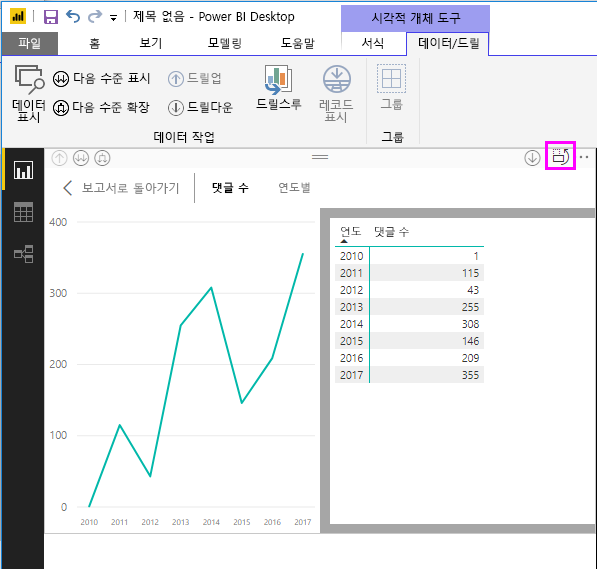 제목 없음 - Power BI Desktop
시각적 개체 도구
파일 홈 보기 모델링 도움말 서식 데이터/드릴
데이터 표시
다음 수준 표시
다음 수준 확장
드릴업
드릴다운
드릴스루
레코드 표시
그룹
데이터 작업
그룹
보고서로 돌아가기 댓글 수 연도별
400
300
200
100
0
2010 2011 2012 2013 2014 2015 2016 2017
연도 댓글 수
2010 1
2011 115
2012 43
2013 255
2014 308
2015 146
2016 209
2017 355